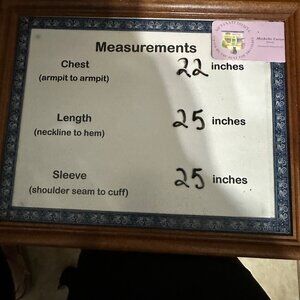 Measurements
Chest 22 inches
(armpit to armpit)
Length 25 inches
(neckline to hem)
Sleeve 25 inches
(shoulder seam to cuff)